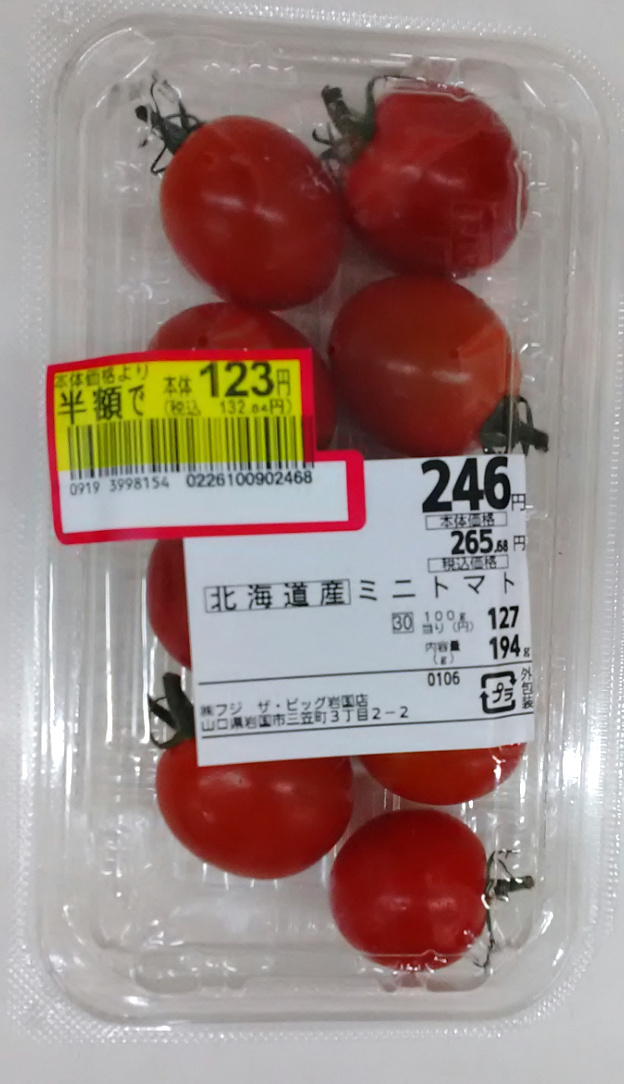 本体価格より
半額で
本体 123円
(税込 132.84円)
0919 3998154 0226100902468
246円
本体価格
265.68円
税込価格
北海道産 ミニトマト
30 100g当り(円) 127
内容量(g) 194g
0106
プラ
外包装
㈱フジ ザ・ビッグ岩国店
山口県岩国市三笠町3丁目2-2